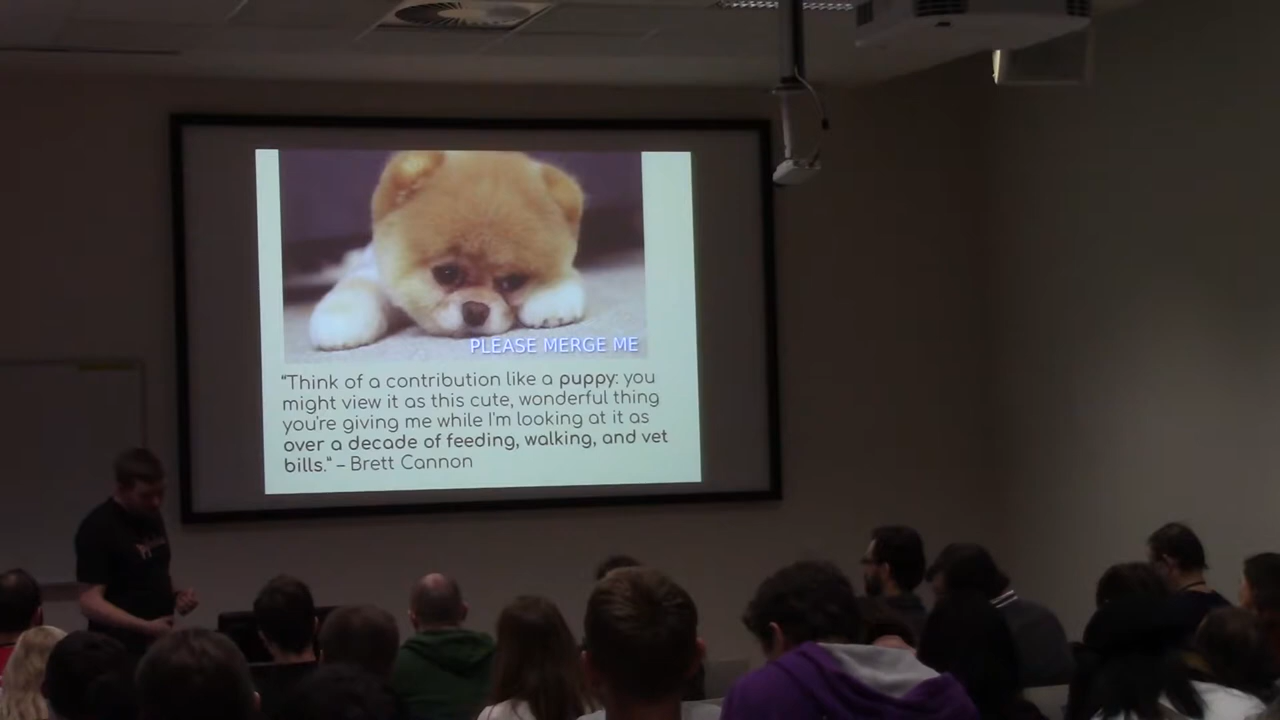 PLEASE MERGE ME
“Think of a contribution like a puppy: you
might view it as this cute, wonderful thing
you're giving me while I'm looking at it as
over a decade of feeding, walking, and vet
bills.” – Brett Cannon